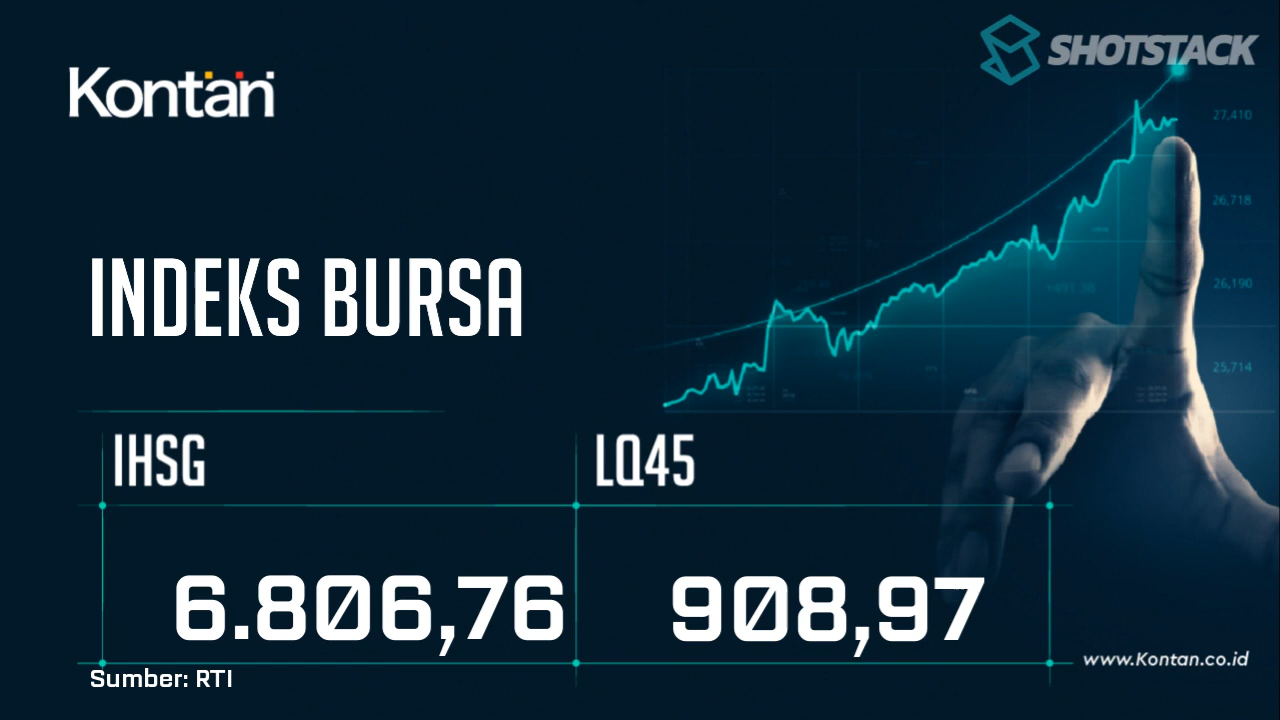 SHOTSTACK
Kontan
27,410
26,718
INDEKS BURSA
26,190
25,714
IHSG
LQ45
6.806,76
908,97
www.Kontan.co.id
Sumber: RTI